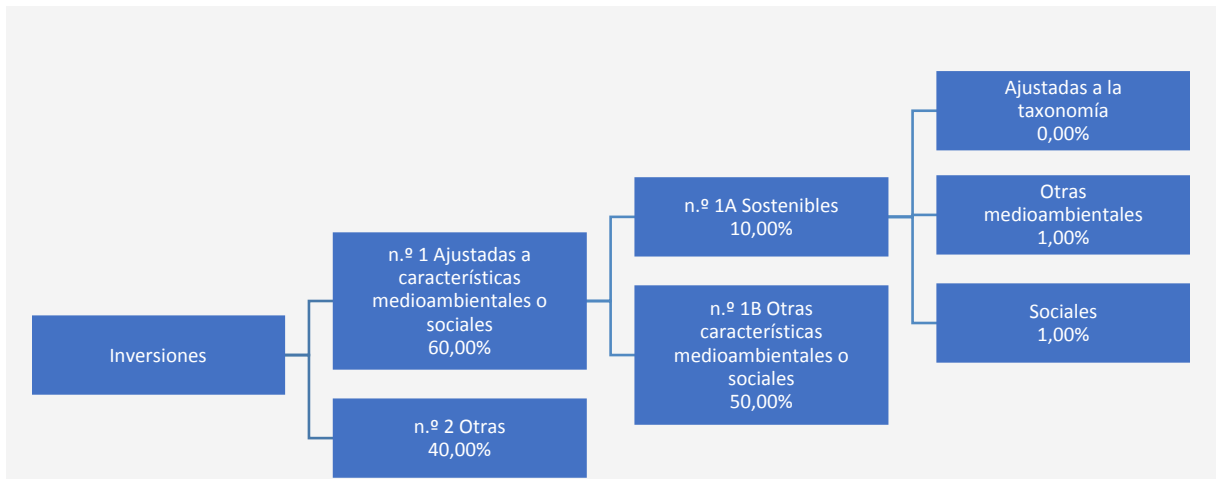 Inversiones
n.º 1 Ajustadas a
características
medioambientales o
sociales
60,00%
n.º 2 Otras
40,00%
n.º 1A Sostenibles
10,00%
n.º 1B Otras
características
medioambientales o
sociales
50,00%
Ajustadas a la
taxonomía
0,00%
Otras
medioambientales
1,00%
Sociales
1,00%